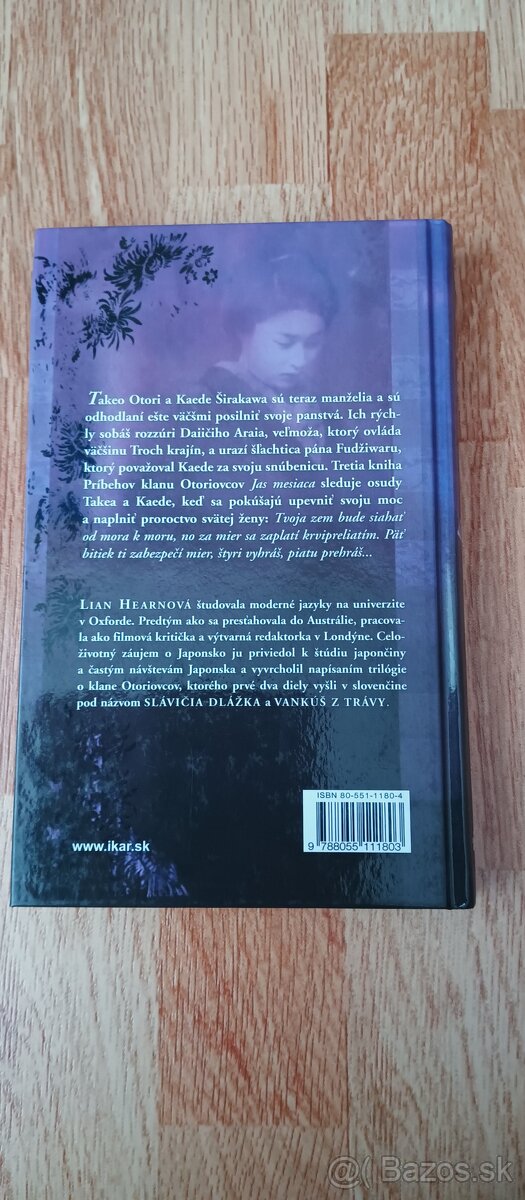 Takeo Otori a Kaede Širakawa sú teraz manželia a sú
odhodlaní ešte väčšmi posilniť svoje panstvá. Ich rých-
ly sobáš rozzúri Daiičiho Araia, veľmoža, ktorý ovláda
väčšinu Troch krajín, a urazí šľachtica pána Fudžiwaru,
ktorý považoval Kaede za svoju snúbenicu. Tretia kniha
Príbehov klanu Otoriovcov Jas mesiaca sleduje osudy
Takea a Kaede, keď sa pokúšajú upevniť svoju moc
a naplniť proroctvo svätej ženy: Tvoja zem bude siahať
od mora k moru, no za mier sa zaplatí krvipreliatím. Päť
bitiek ti zabezpečí mier, štyri vyhráš, piatu prehráš...
LIAN HEARNOVÁ študovala moderné jazyky na univerzite
v Oxforde. Predtým ako sa presťahovala do Austrálie, pracova-
la ako filmová kritička a výtvarná redaktorka v Londýne. Celo-
životný záujem o Japonsko ju priviedol k štúdiu japončiny
a častým návštevám Japonska a vyvrcholil napísaním trilógie
o klane Otoriovcov, ktorého prvé dva diely vyšli v slovenčine
pod názvom SLÁVIČIA DLÁŽKA a VANKÚŠ Z TRÁVY.
ISBN 80-551-1180-4
9 788055 111803
www.ikar.sk
@( Bazos.sk